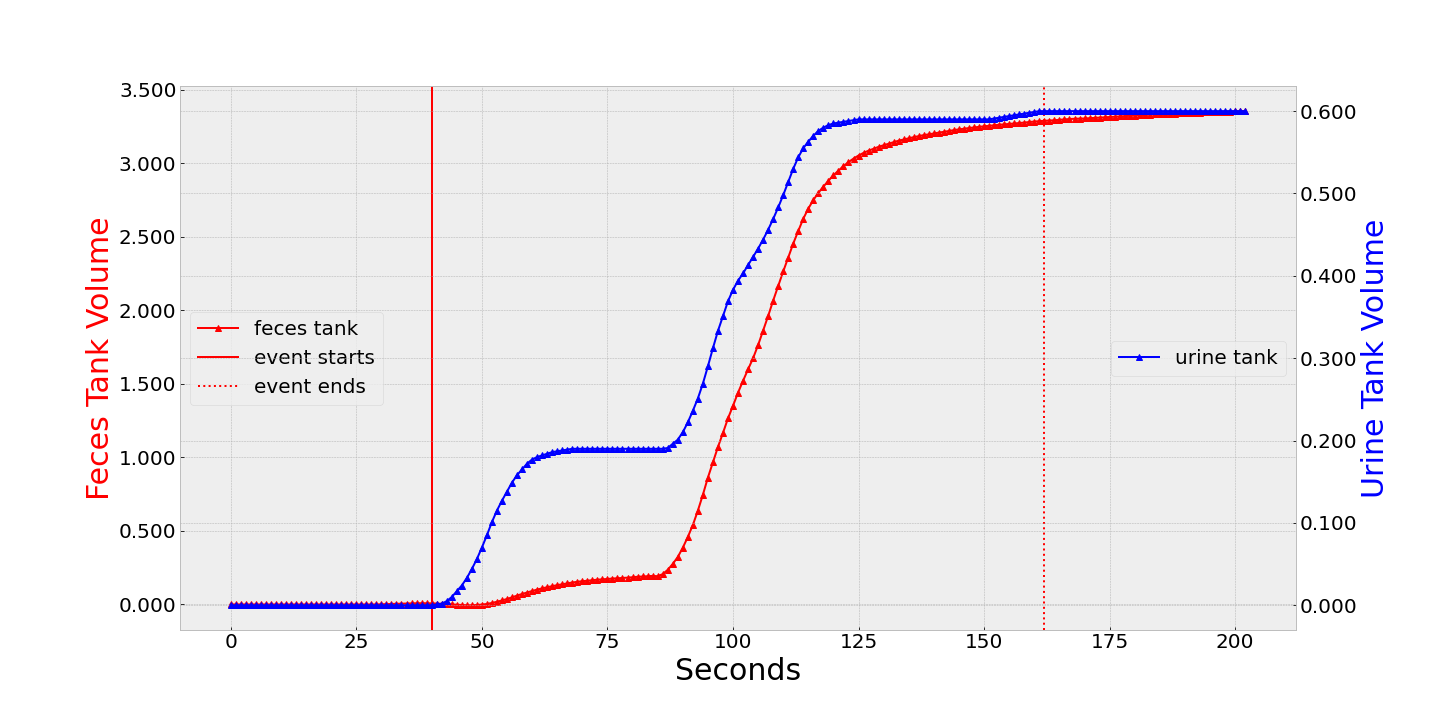 3.500
3.000
2.500
2.000
1.500
1.000
0.500
0.000
Feces Tank Volume
feces tank
event starts
event ends
urine tank
0.600
0.500
0.400
0.300
0.200
0.100
0.000
Urine Tank Volume
0 25 50 75 100 125 150 175 200
Seconds